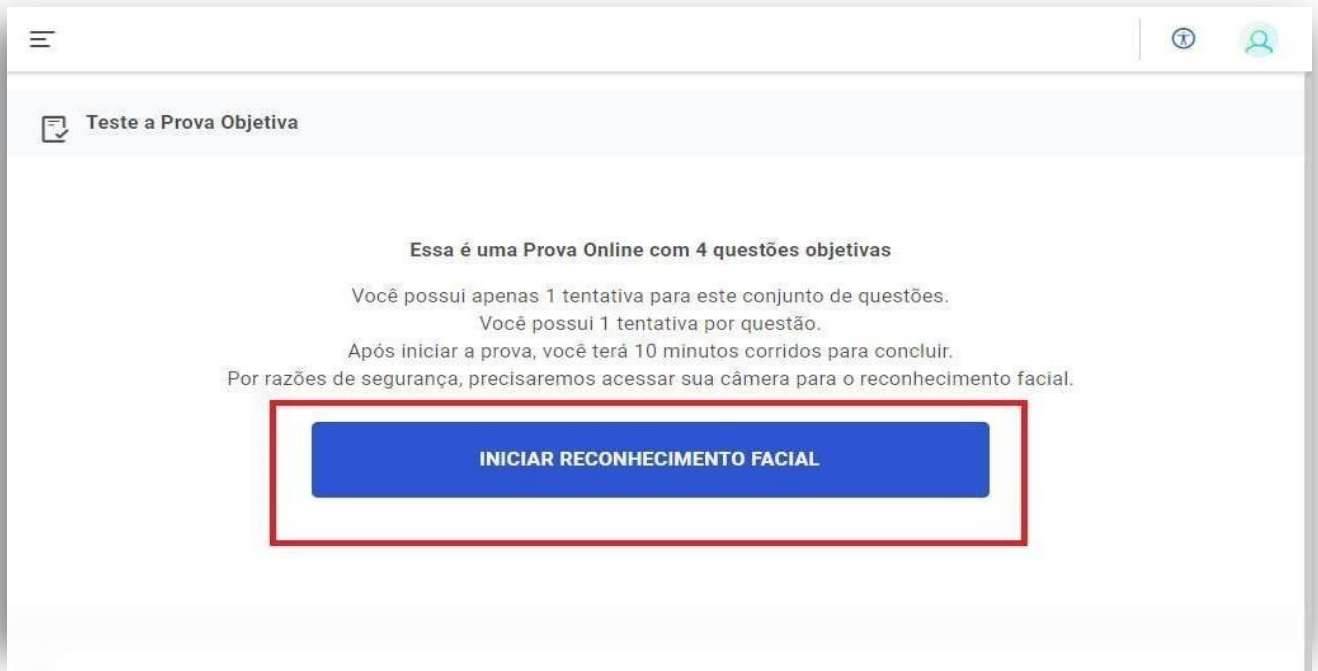 Teste a Prova Objetiva
Essa é uma Prova Online com 4 questões objetivas
Você possui apenas 1 tentativa para este conjunto de questões.
Você possui 1 tentativa por questão.
Após iniciar a prova, você terá 10 minutos corridos para concluir.
Por razões de segurança, precisaremos acessar sua câmera para o reconhecimento facial.
INICIAR RECONHECIMENTO FACIAL